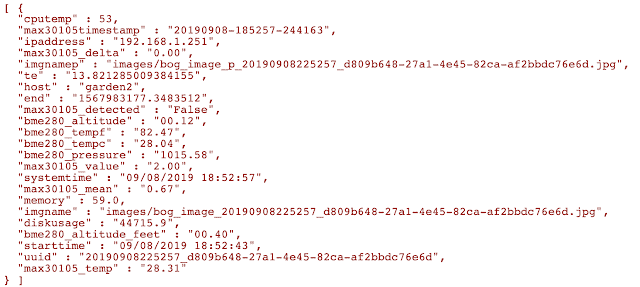 [ {
"cputemp" : 53,
"max30105timestamp" : "20190908-185257-244163",
"ipaddress" : "192.168.1.251",
"max30105_delta" : "0.00",
"imgnamep" : "images/bog_image_p_20190908225257_d809b648-27a1-4e45-82ca-af2bbdc76e6d.jpg",
"te" : "13.821285009384155",
"host" : "garden2",
"end" : "1567983177.3483512",
"max30105_detected" : "False",
"bme280_altitude" : "00.12",
"bme280_tempf" : "82.47",
"bme280_tempc" : "28.04",
"bme280_pressure" : "1015.58",
"max30105_value" : "2.00",
"systemtime" : "09/08/2019 18:52:57",
"max30105_mean" : "0.67",
"memory" : 59.0,
"imgname" : "images/bog_image_20190908225257_d809b648-27a1-4e45-82ca-af2bbdc76e6d.jpg",
"diskusage" : "44715.9",
"bme280_altitude_feet" : "00.40",
"starttime" : "09/08/2019 18:52:43",
"uuid" : "20190908225257_d809b648-27a1-4e45-82ca-af2bbdc76e6d",
"max30105_temp" : "28.31"
} ]